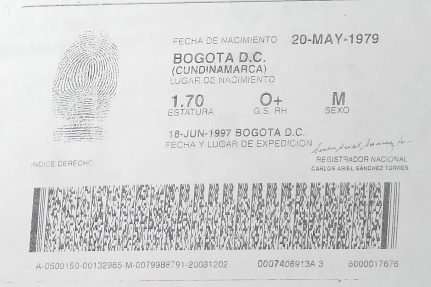 FECHA DE NACIMIENTO 20-MAY-1979
BOGOTA D.C.
(CUNDINAMARCA)
LUGAR DE NACIMIENTO
1.70 O+ M
ESTATURA G.S. RH SEXO
18-JUN-1997 BOGOTA D.C.
FECHA Y LUGAR DE EXPEDICION
INDICE DERECHO
REGISTRADOR NACIONAL
CARLOS ARIEL SANCHEZ TORRES
A-0500150-00132965-M-0079988791-20031202 0007406913A 3 6000017676